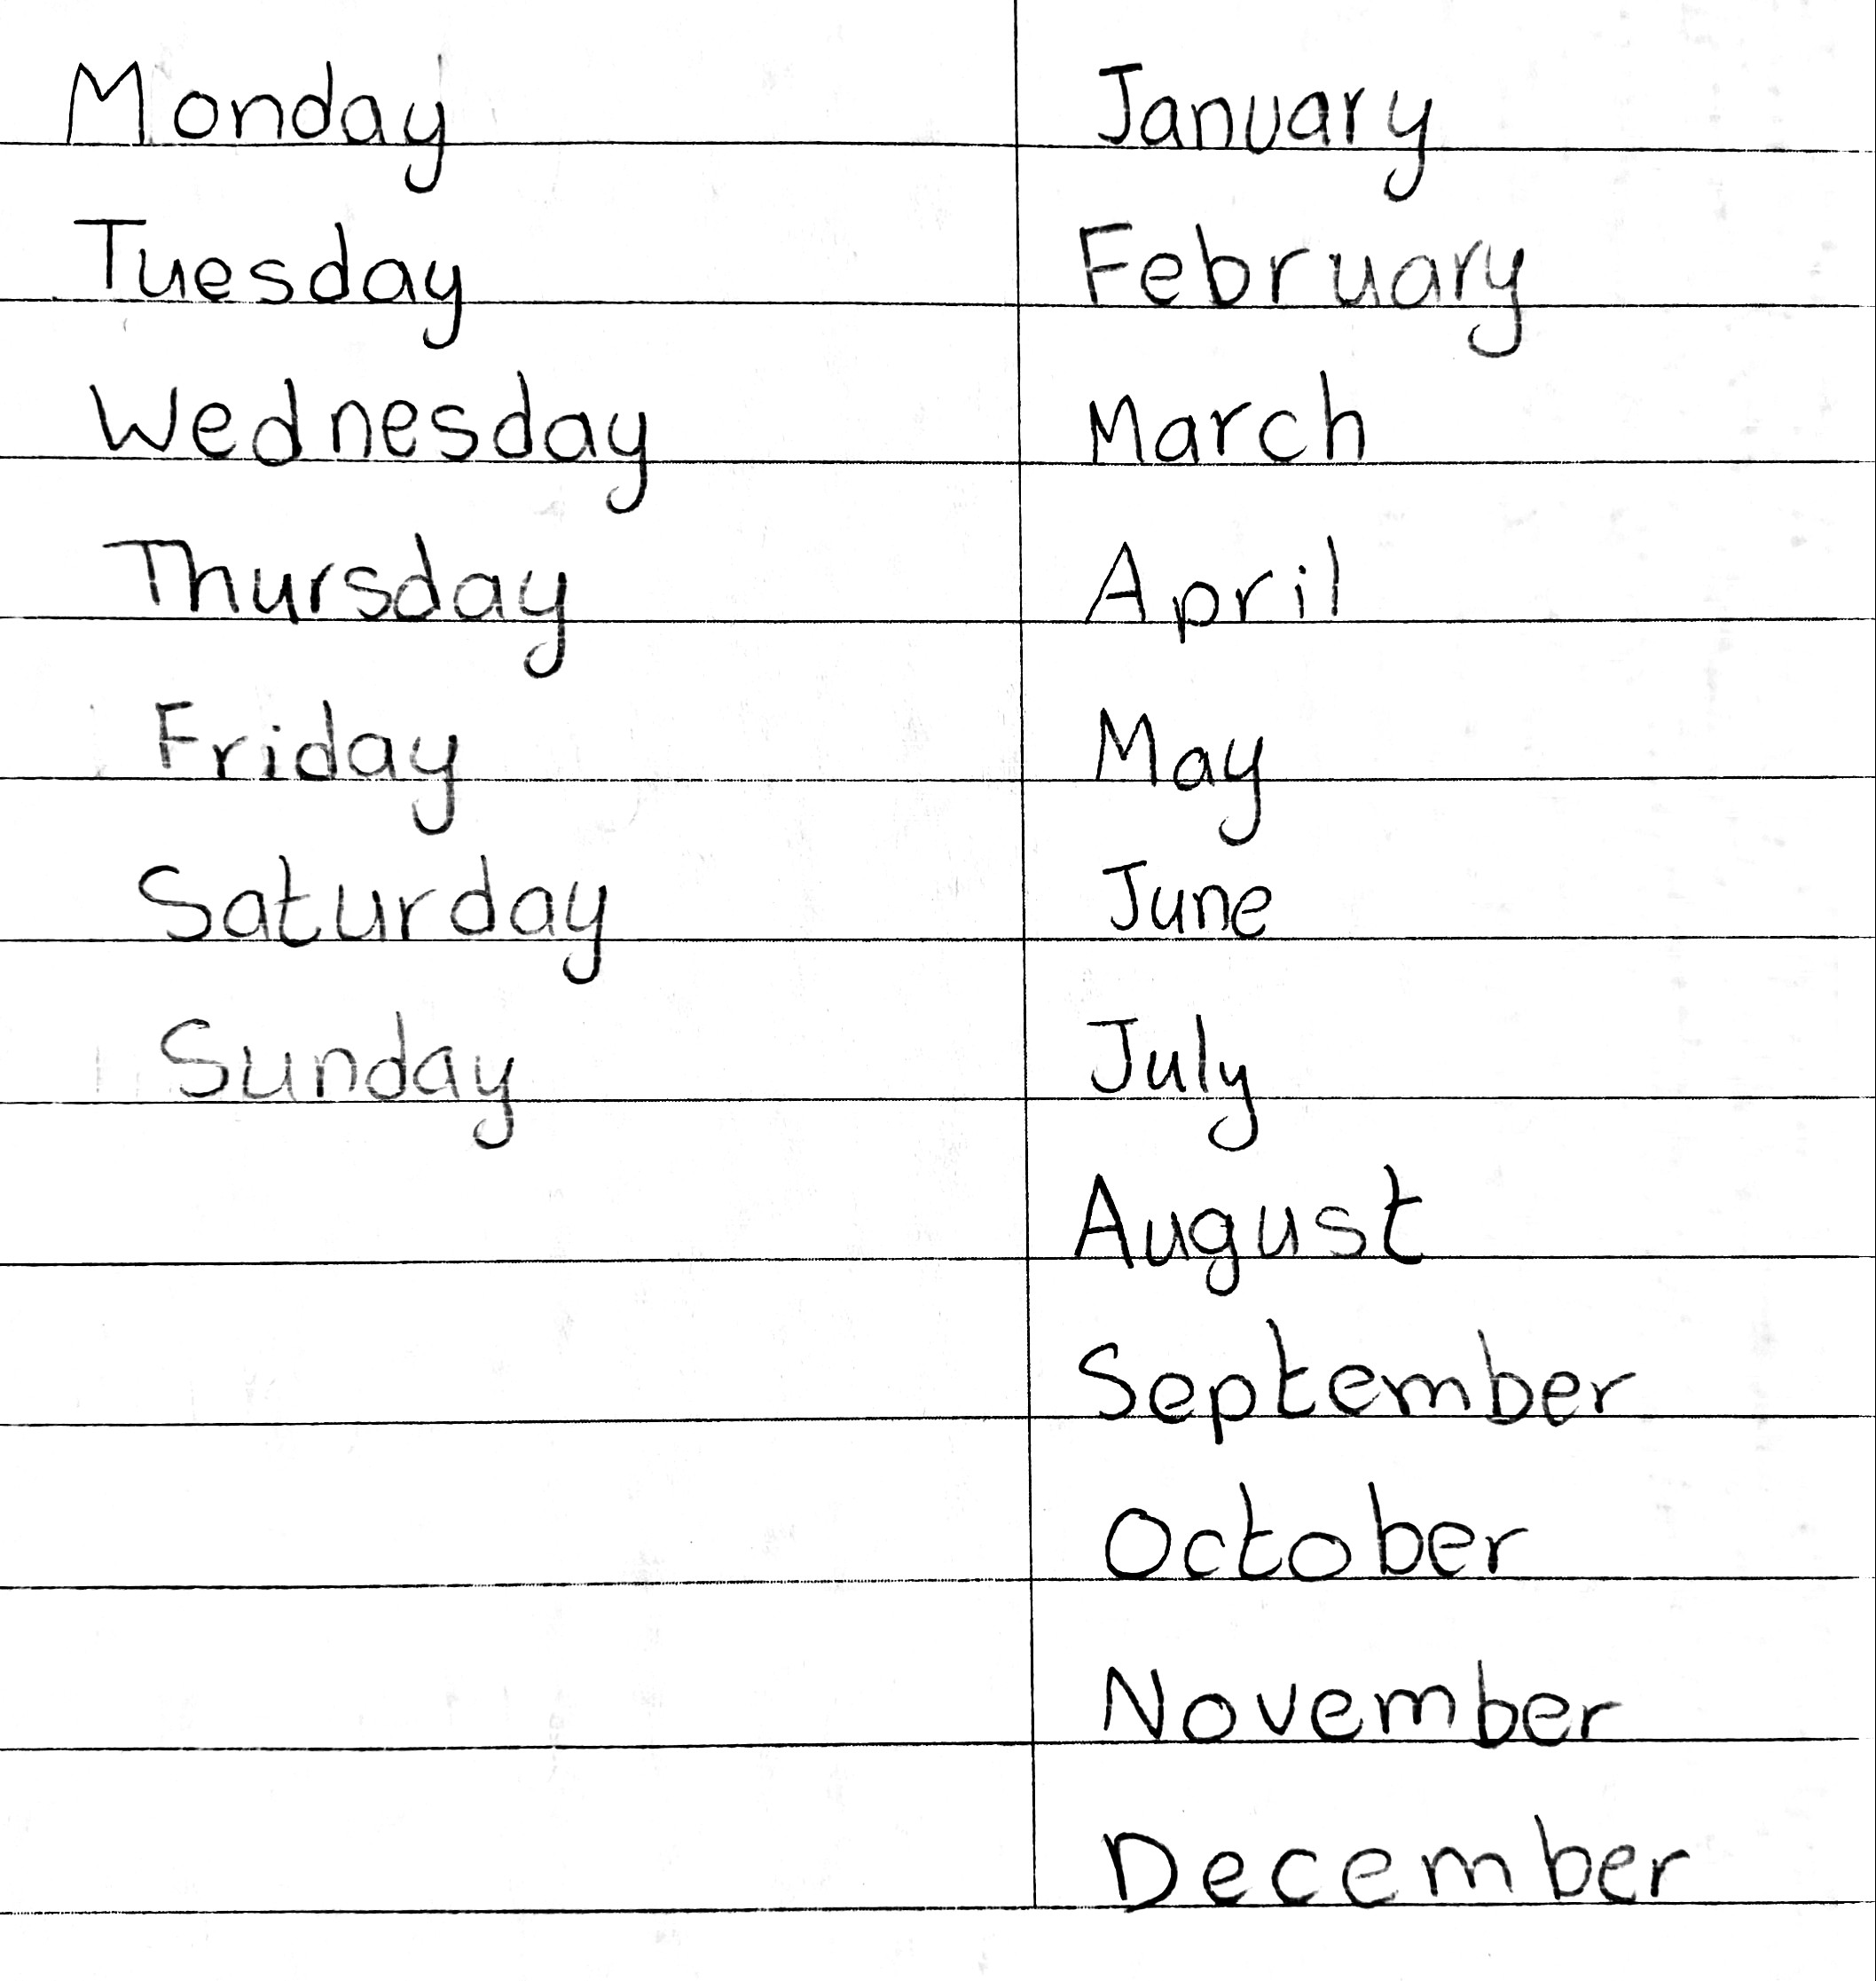 Monday January
Tuesday February
Wednesday March
Thursday April
Friday May
Saturday June
Sunday July
August
September
October
November
December